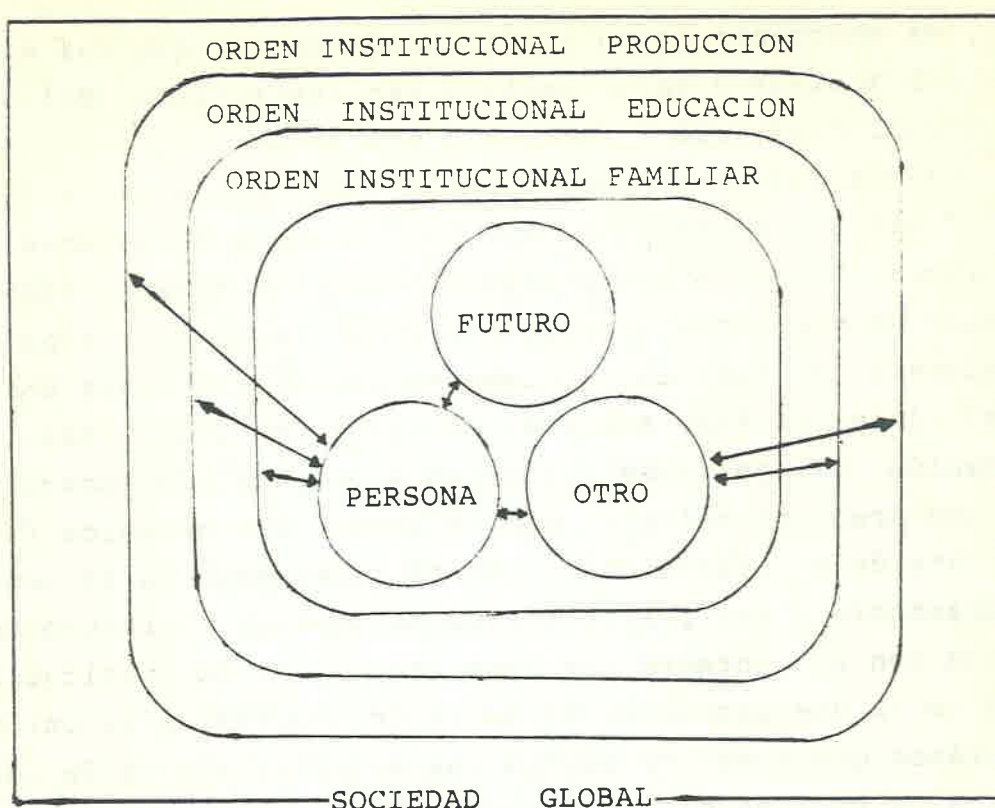 ORDEN INSTITUCIONAL PRODUCCION
ORDEN INSTITUCIONAL EDUCACION
ORDEN INSTITUCIONAL FAMILIAR
FUTURO
PERSONA OTRO
SOCIEDAD GLOBAL